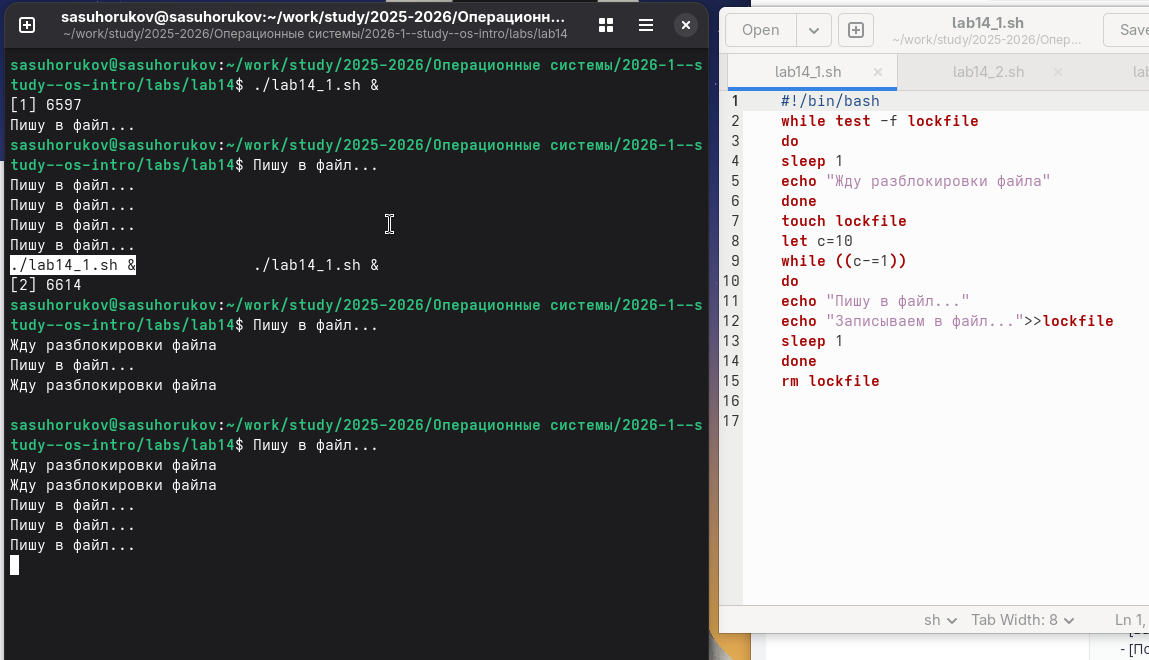 sasuhorukov@sasuhorukov:~/work/study/2025-2026/Операционн...
~/work/study/2025-2026/Операционные системы/2026-1--study--os-intro/labs/lab14
sasuhorukov@sasuhorukov:~/work/study/2025-2026/Операционные системы/2026-1--s
tudy--os-intro/labs/lab14$ ./lab14_1.sh &
[1] 6597
Пишу в файл...
sasuhorukov@sasuhorukov:~/work/study/2025-2026/Операционные системы/2026-1--s
tudy--os-intro/labs/lab14$ Пишу в файл...
Пишу в файл...
Пишу в файл...
Пишу в файл...
Пишу в файл...
./lab14_1.sh & ./lab14_1.sh &
[2] 6614
sasuhorukov@sasuhorukov:~/work/study/2025-2026/Операционные системы/2026-1--s
tudy--os-intro/labs/lab14$ Пишу в файл...
Жду разблокировки файла
Пишу в файл...
Жду разблокировки файла
sasuhorukov@sasuhorukov:~/work/study/2025-2026/Операционные системы/2026-1--s
tudy--os-intro/labs/lab14$ Пишу в файл...
Жду разблокировки файла
Жду разблокировки файла
Пишу в файл...
Пишу в файл...
Пишу в файл...
Open
lab14_1.sh
~/work/study/2025-2026/Опер...
Save
lab14_1.sh
lab14_2.sh
lab
1 #!/bin/bash
2 while test -f lockfile
3 do
4 sleep 1
5 echo "Жду разблокировки файла"
6 done
7 touch lockfile
8 let c=10
9 while ((c-=1))
10 do
11 echo "Пишу в файл..."
12 echo "Записываем в файл...">>lockfile
13 sleep 1
14 done
15 rm lockfile
16
17
sh Tab Width: 8 Ln 1,
- [По